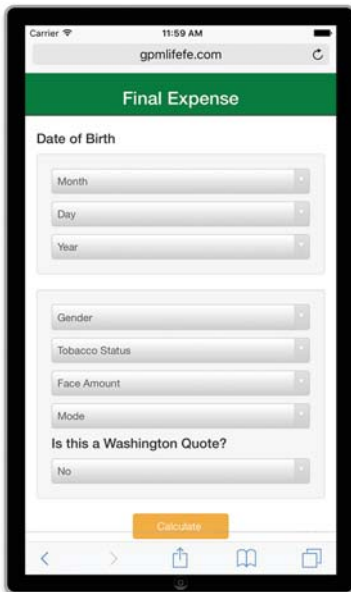 Carrier 11:59 AM
gpmlifefe.com
Final Expense
Date of Birth
Month
Day
Year
Gender
Tobacco Status
Face Amount
Mode
Is this a Washington Quote?
No
Calculate